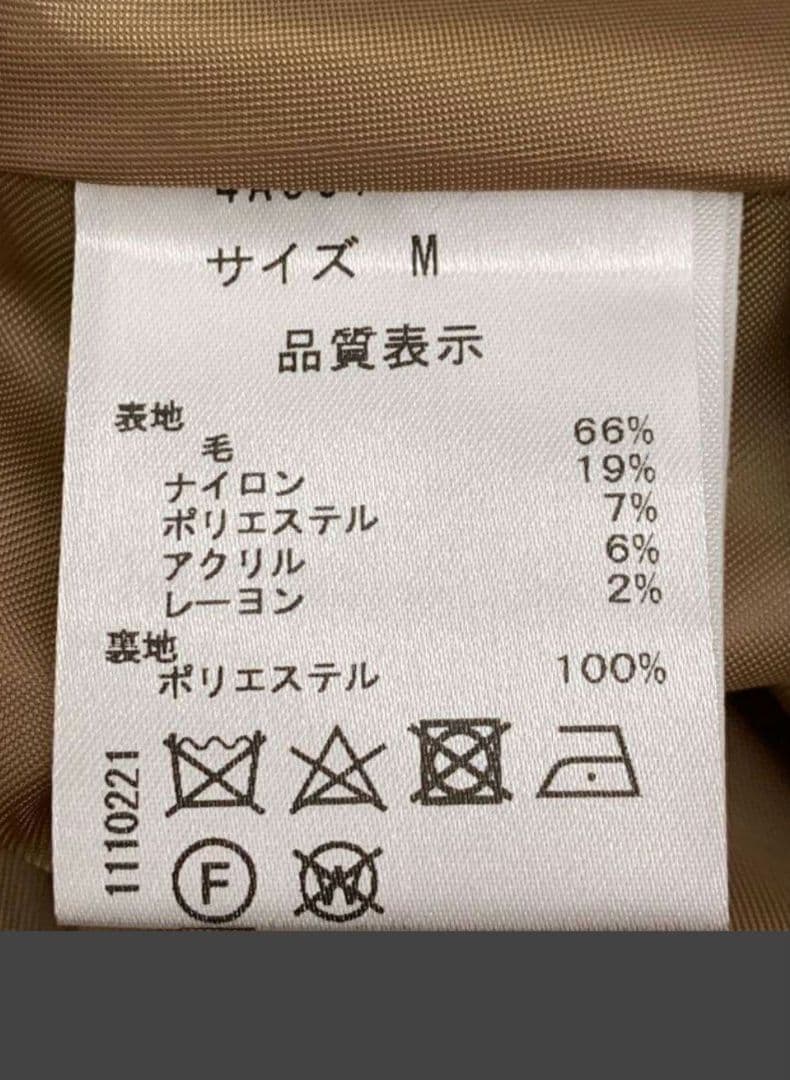 サイズ M
品質表示
表地
毛 66%
ナイロン 19%
ポリエステル 7%
アクリル 6%
レーヨン 2%
裏地
ポリエステル 100%
1110221
F
W